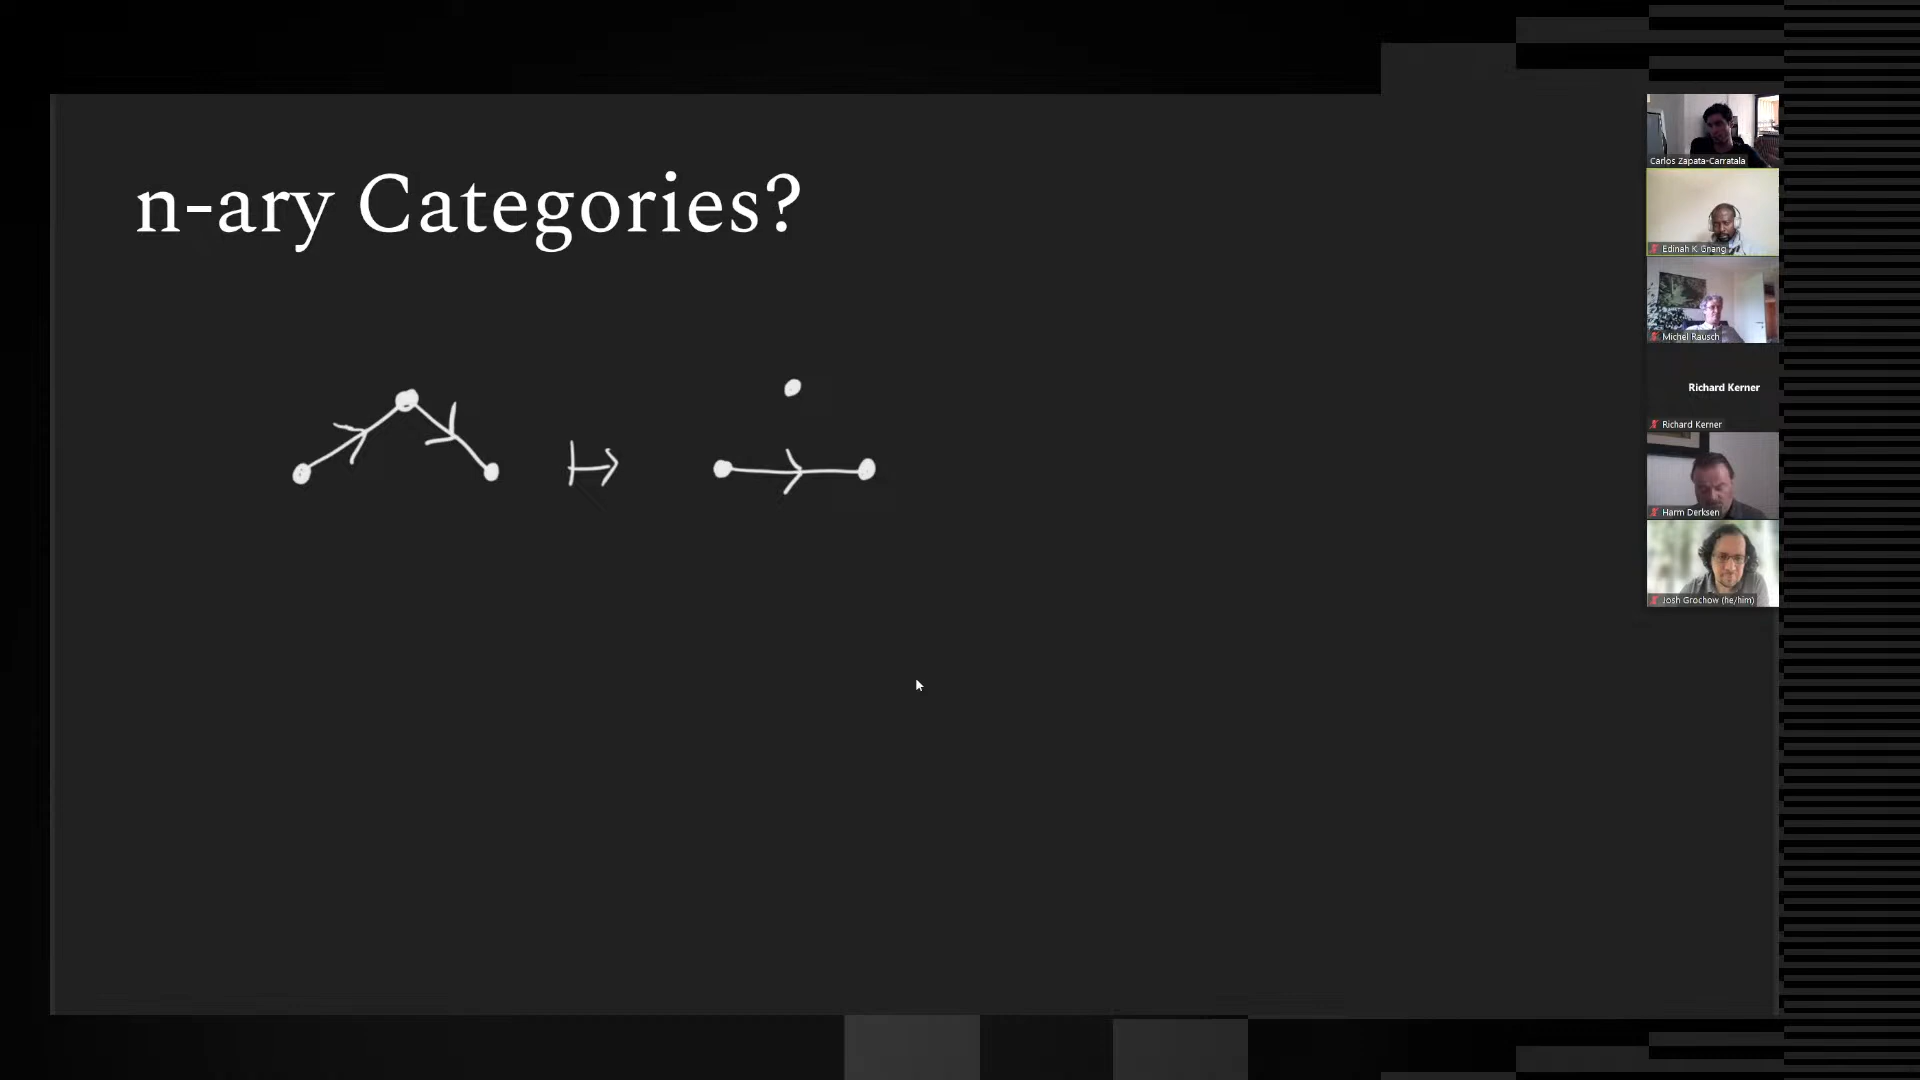 n-ary Categories?
Carlos Zapata-Carratala
Edinah K Gnang
Michel Rausch
Richard Kerner
Richard Kerner
Harm Derksen
Josh Grochow (he/him)